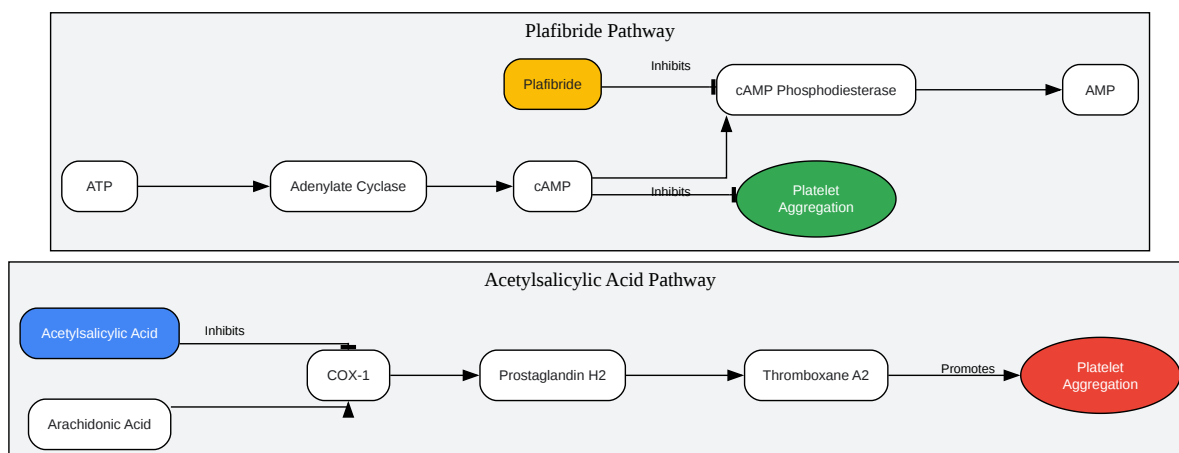 Plafibride Pathway
Plafibride
Inhibits
cAMP Phosphodiesterase
AMP
ATP
Adenylate Cyclase
cAMP
Inhibits
Platelet
Aggregation
Acetylsalicylic Acid Pathway
Acetylsalicylic Acid
Inhibits
COX-1
Prostaglandin H2
Thromboxane A2
Promotes
Platelet
Aggregation
Arachidonic Acid